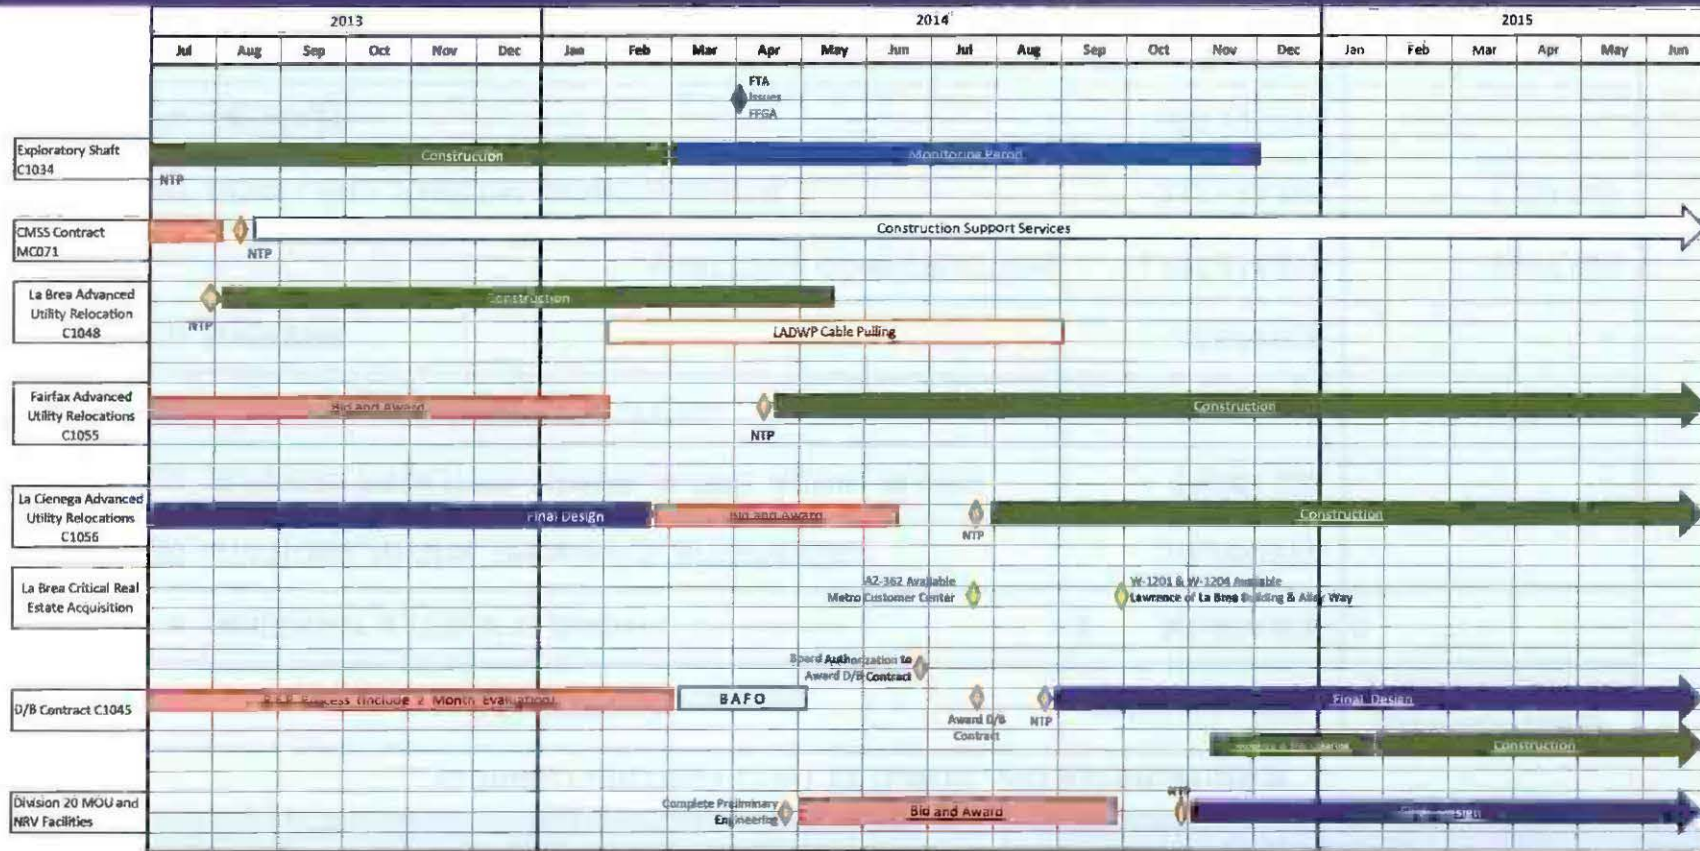 2013
2014
2015
Jul Aug Sep Oct Nov Dec Jan Feb Mar Apr May Jun Jul Aug Sep Oct Nov Dec Jan Feb Mar Apr May Jun
FTA
Issues
FFGA
Exploratory Shaft
C1034
Construction
Monitoring Period
NTP
CMSS Contract
MC071
Construction Support Services
NTP
La Brea Advanced
Utility Relocation
C1048
Construction
NTP
LADWP Cable Pulling
Fairfax Advanced
Utility Relocations
C1055
Bid and Award
Construction
NTP
La Cienega Advanced
Utility Relocations
C1056
Final Design
Bid and Award
Construction
NTP
La Brea Critical Real
Estate Acquisition
A2-362 Available
Metro Customer Center
W-1201 & W-1204 Available
Lawrence of La Brea Building & Alley Way
Board Authorization to
Award D/B Contract
D/B Contract C1045
R.F.P. Process (Include 2 Month Evaluation)
BAFO
Final Design
Award D/B
Contract
NTP
Construction
Division 20 MOU and
NRV Facilities
Complete Preliminary
Engineering
Bid and Award
NTP
Design